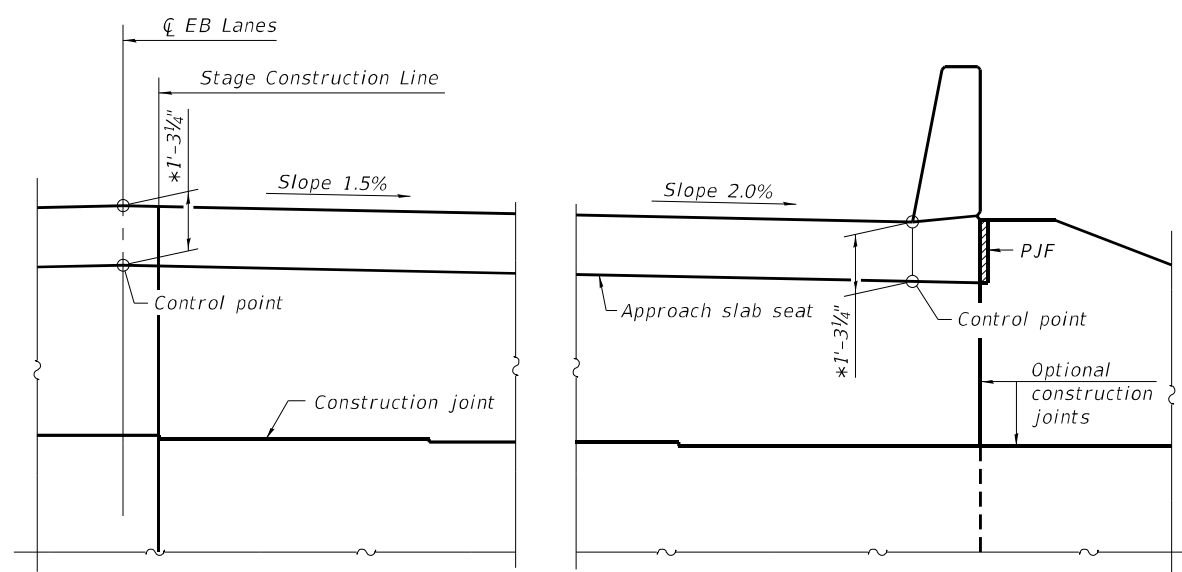 ℄ EB Lanes
Stage Construction Line
*1'-3¼"
Slope 1.5%
Slope 2.0%
PJF
Control point
Approach slab seat
*1'-3¼"
Control point
Construction joint
Optional
construction
joints